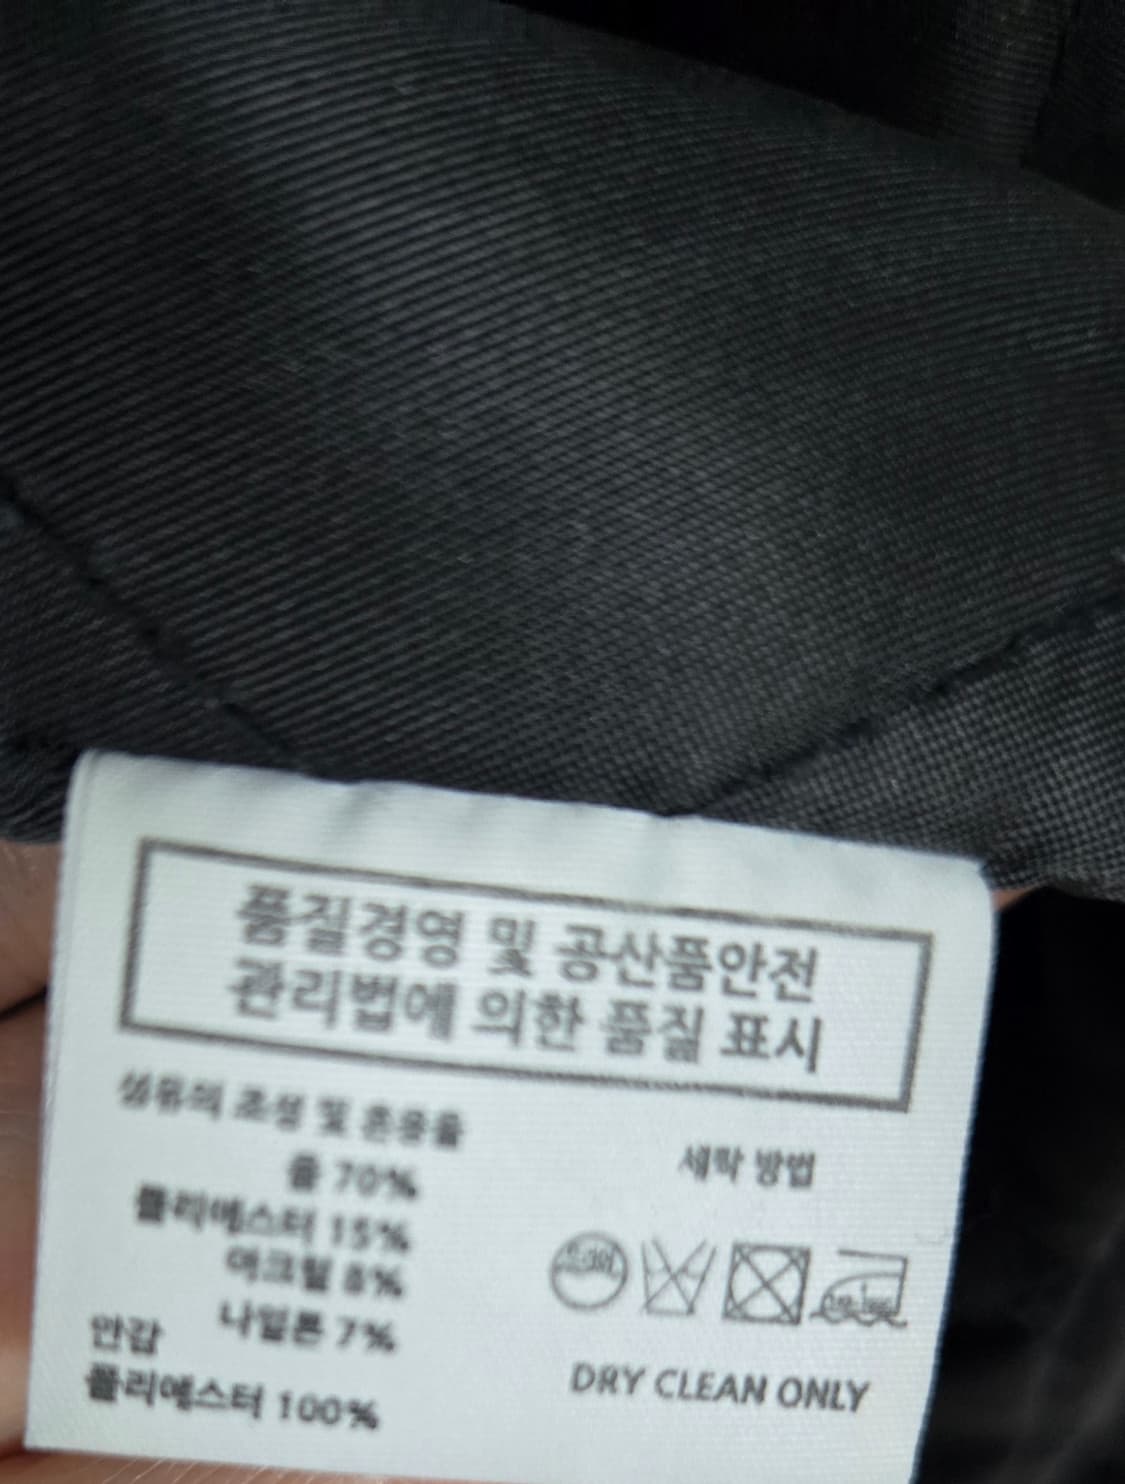 품질경영 및 공산품안전
관리법에 의한 품질 표시
섬유의 조성 및 혼용율
울 70%
폴리에스터 15%
아크릴 8%
나일론 7%
안감
폴리에스터 100%
세탁 방법
DRY CLEAN ONLY